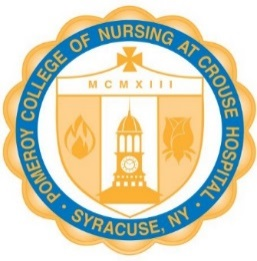 POMEROY COLLEGE OF NURSING AT CROUSE HOSPITAL
MCMXIII
• SYRACUSE, NY •